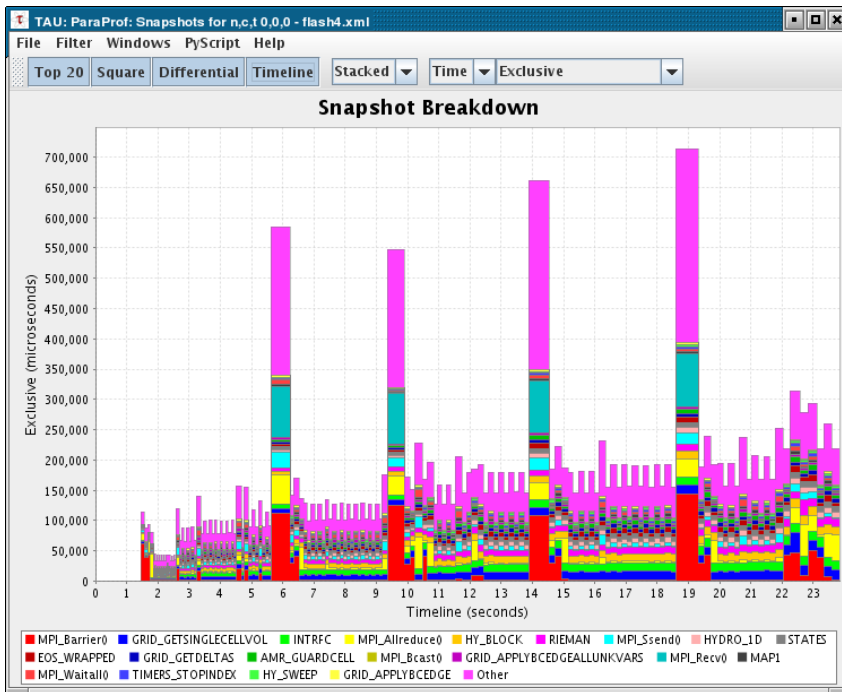 TAU: ParaProf: Snapshots for n,c,t 0,0,0 - flash4.xml
File Filter Windows PyScript Help
Top 20 Square Differential Timeline Stacked Time Exclusive
Snapshot Breakdown
700,000
650,000
600,000
550,000
500,000
450,000
400,000
350,000
300,000
250,000
200,000
150,000
100,000
50,000
0
Exclusive (microseconds)
0 1 2 3 4 5 6 7 8 9 10 11 12 13 14 15 16 17 18 19 20 21 22 23
Timeline (seconds)
MPI_Barrier() GRID_GETSINGLECELLVOL INTRFC MPI_Allreduce() HY_BLOCK RIEMAN MPI_Ssend() HYDRO_1D STATES
EOS_WRAPPED GRID_GETDELTAS AMR_GUARDCELL MPI_Bcast() GRID_APPLYBCEDGEALLUNKVARS MPI_Recv() MAP1
MPI_Waitall() TIMERS_STOPINDEX HY_SWEEP GRID_APPLYBCEDGE Other